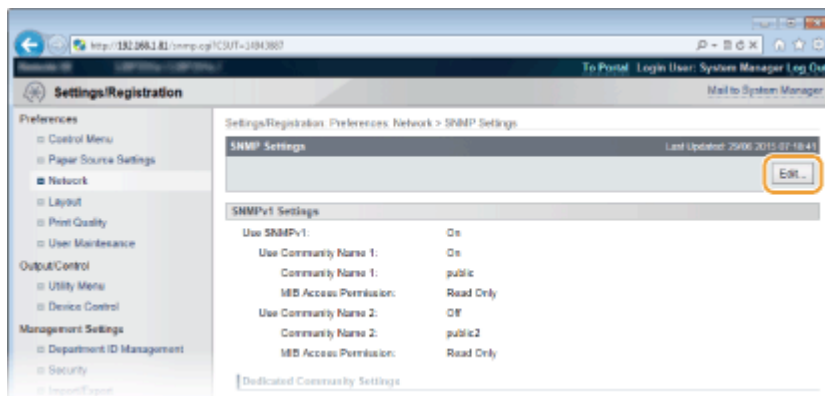 http://192.168.1.81/snmp.cgi?CSUT=14843887
To Portal Login User: System Manager Log Ou
Settings/Registration
Mail to System Manager
Preferences
Control Menu
Paper Source Settings
Network
Layout
Print Quality
User Maintenance
Output/Control
Utility Menu
Device Control
Management Settings
Department ID Management
Security
Import/Export
Settings/Registration: Preferences: Network > SNMP Settings
SNMP Settings
Last Updated: 29/06 2015 07:18:41
Edit...
SNMPv1 Settings
Use SNMPv1: On
Use Community Name 1: On
Community Name 1: public
MIB Access Permission: Read Only
Use Community Name 2: Off
Community Name 2: public2
MIB Access Permission: Read Only
Dedicated Community Settings